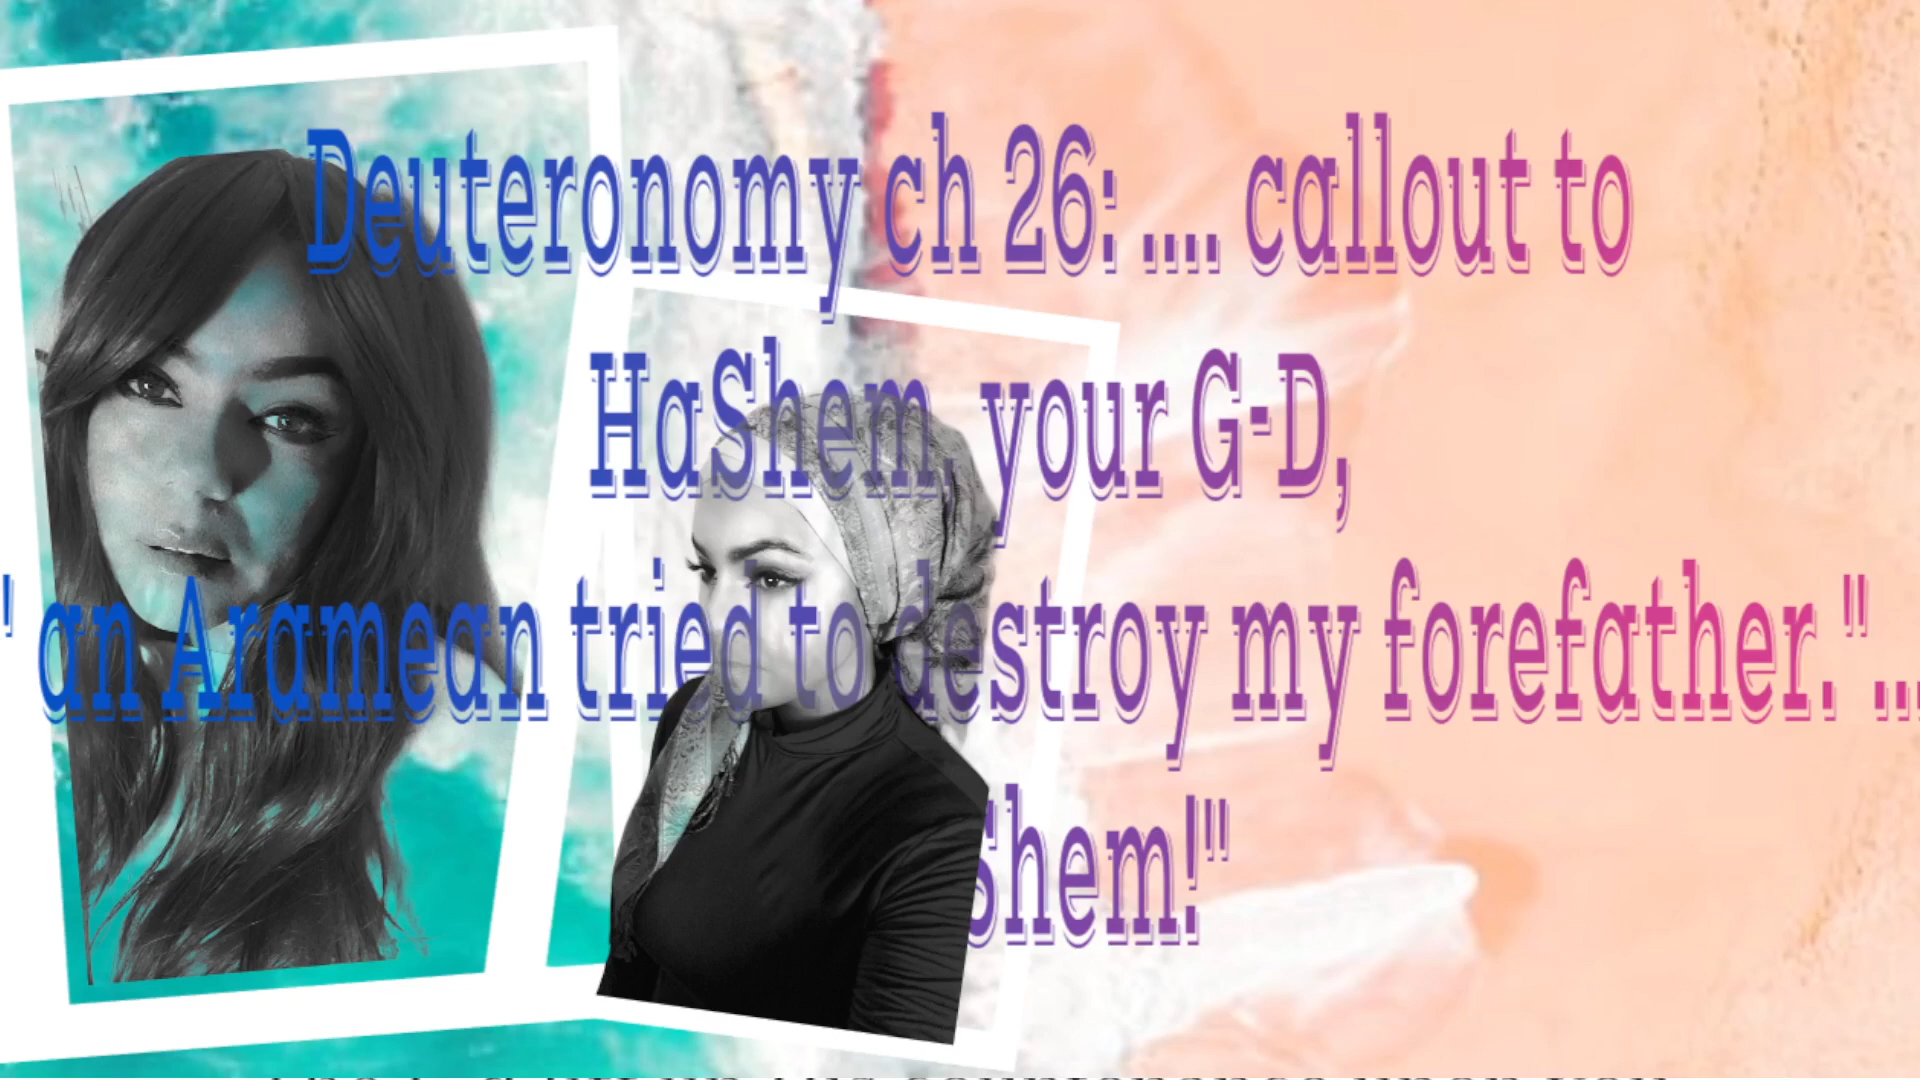 Deuteronomy ch 26: .... callout to
HaShem, your G-D,
" an Aramean tried to destroy my forefather. " ...
Shem!"